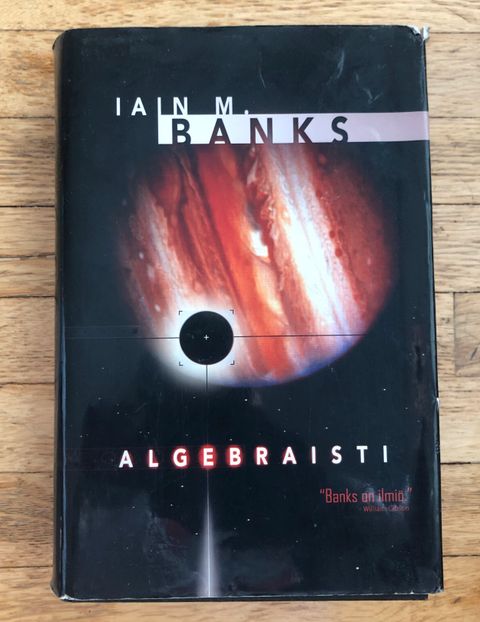 IAIN M.
BANKS
ALGEBRAISTI
"Banks on ilmiö."
William Gibson